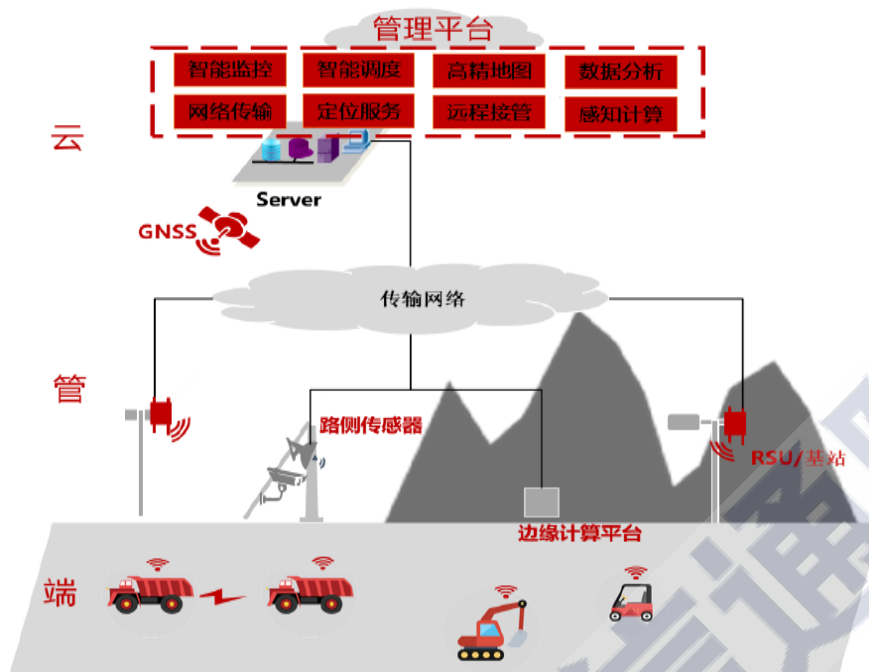 管理平台
智能监控 智能调度 高精地图 数据分析
网络传输 定位服务 远程接管 感知计算
云
Server
GNSS
传输网络
管
路侧传感器
RSU/基站
边缘计算平台
端